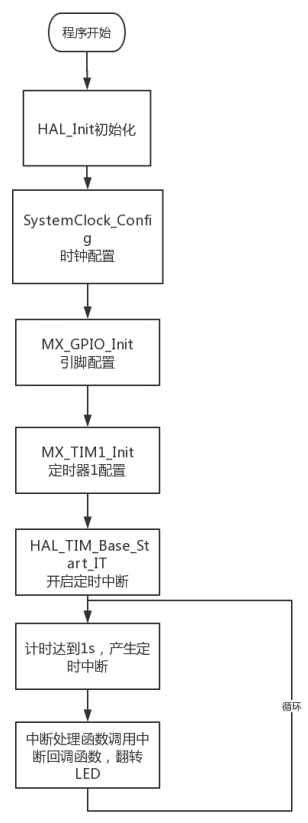 程序开始
HAL_Init初始化
SystemClock_Confi
g
时钟配置
MX_GPIO_Init
引脚配置
MX_TIM1_Init
定时器1配置
HAL_TIM_Base_St
art_IT
开启定时中断
计时达到1s，产生定
时中断
循环
中断处理函数调用中
断回调函数，翻转
LED